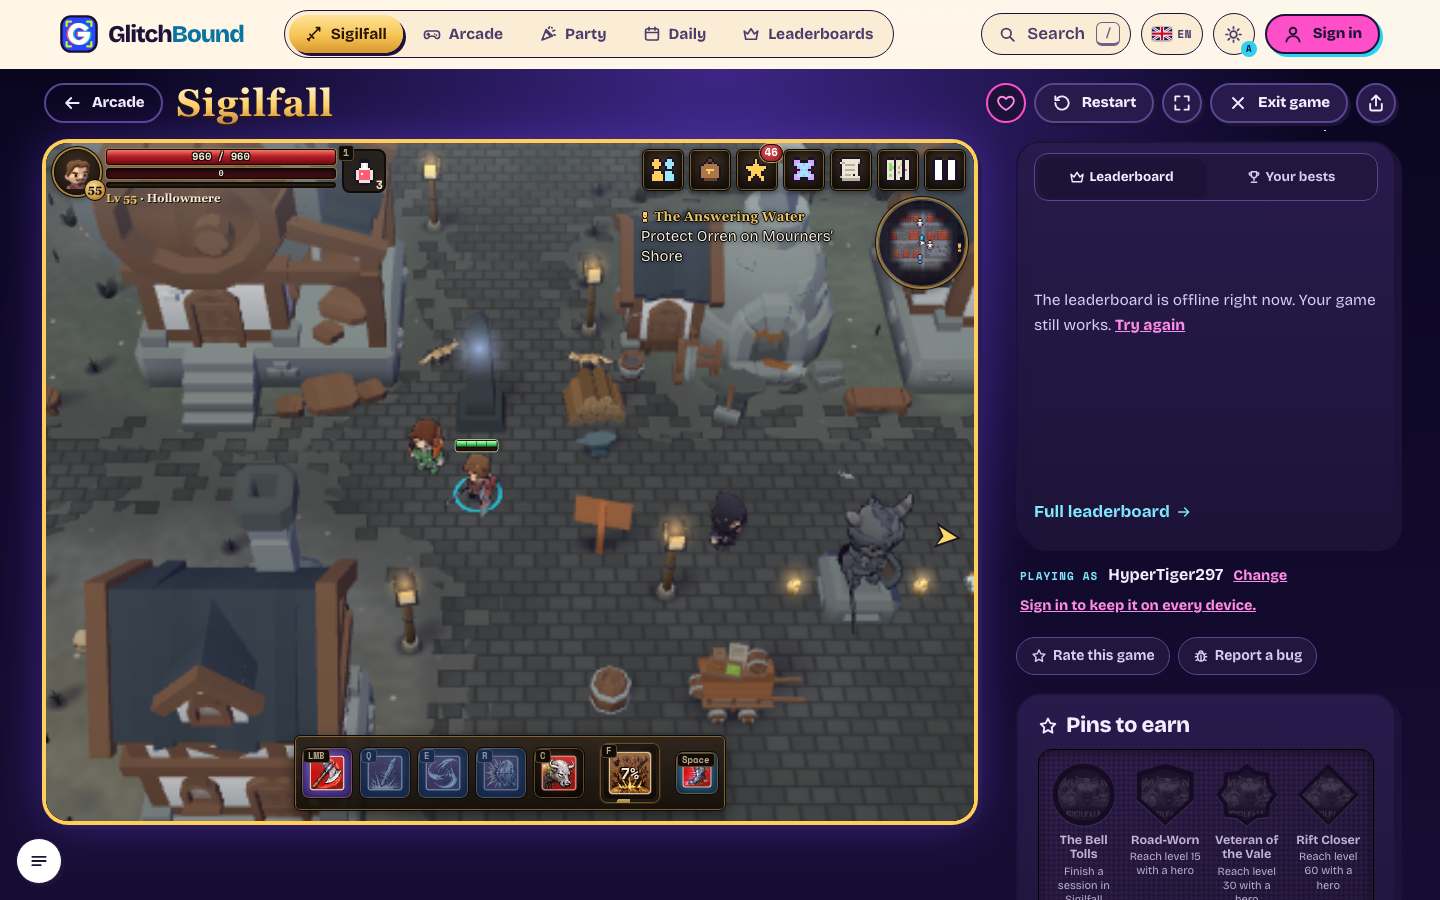 GlitchBound
Sigilfall
Arcade
Party
Daily
Leaderboards
Search /
EN
A
Sign in
Arcade
Sigilfall
Restart
Exit game
960 / 960
0
55
Lv 55 · Hollowmere
1
3
46
The Answering Water
Protect Orren on Mourners'
Shore
LMB
Q
E
R
C
F
7%
Space
Leaderboard
Your bests
The leaderboard is offline right now. Your game
still works. Try again
Full leaderboard →
PLAYING AS HyperTiger297 Change
Sign in to keep it on every device.
Rate this game
Report a bug
Pins to earn
The Bell
Tolls
Finish a
session in
Sigilfall
Road-Worn
Reach level 15
with a hero
Veteran of
the Vale
Reach level
30 with a
hero
Rift Closer
Reach level
60 with a
hero